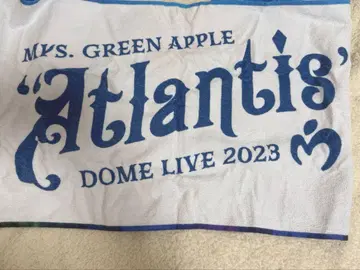 MRS. GREEN APPLE
“Atlantis”
DOME LIVE 2023